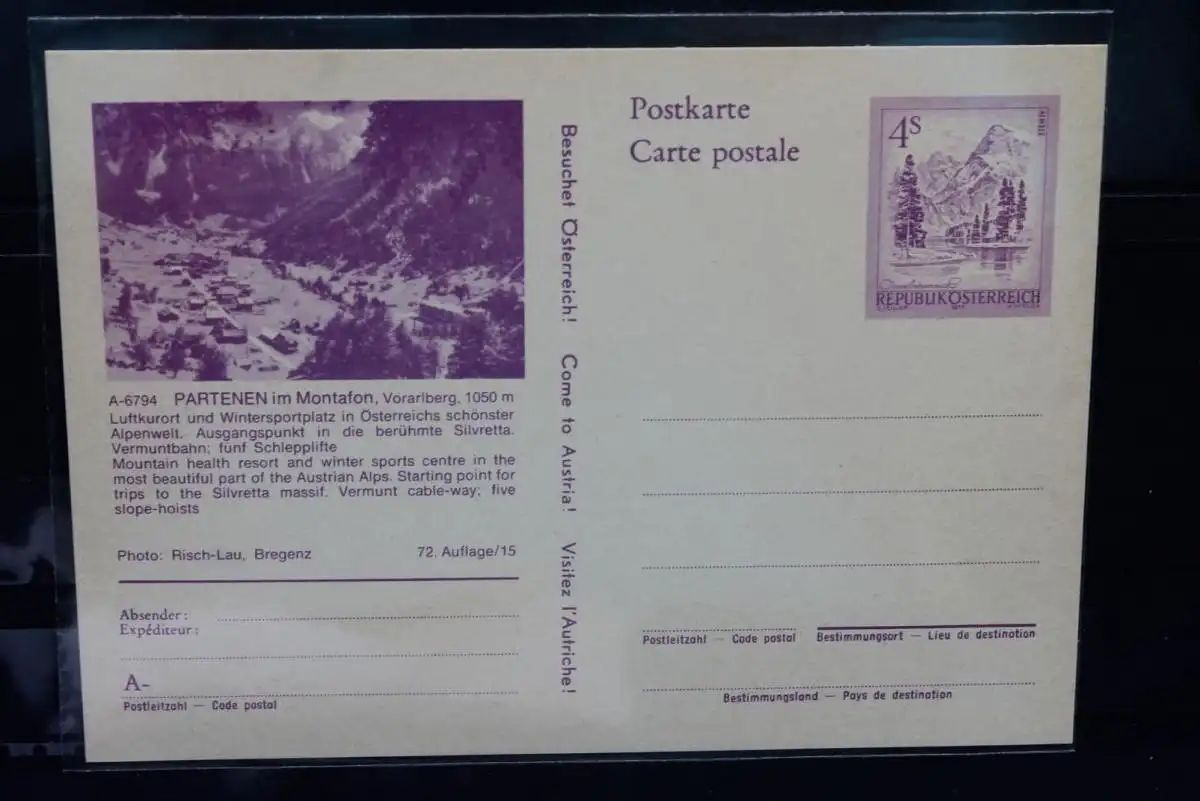 Postkarte
Carte postale
4S
ALMSEE
REPUBLIK ÖSTERREICH
A-6794 PARTENEN im Montafon, Vorarlberg, 1050 m
Luftkurort und Wintersportplatz in Österreichs schönster
Alpenwelt. Ausgangspunkt in die berühmte Silvretta.
Vermuntbahn; fünf Schlepplifte
Mountain health resort and winter sports centre in the
most beautiful part of the Austrian Alps. Starting point for
trips to the Silvretta massif. Vermunt cable-way; five
slope-hoists
Photo: Risch-Lau, Bregenz 72. Auflage/15
Absender:
Expéditeur:
A-
Postleitzahl — Code postal
Besuchet Österreich! Come to Austria! Visitez l'Autriche!
Postleitzahl — Code postal Bestimmungsort — Lieu de destination
Bestimmungsland — Pays de destination